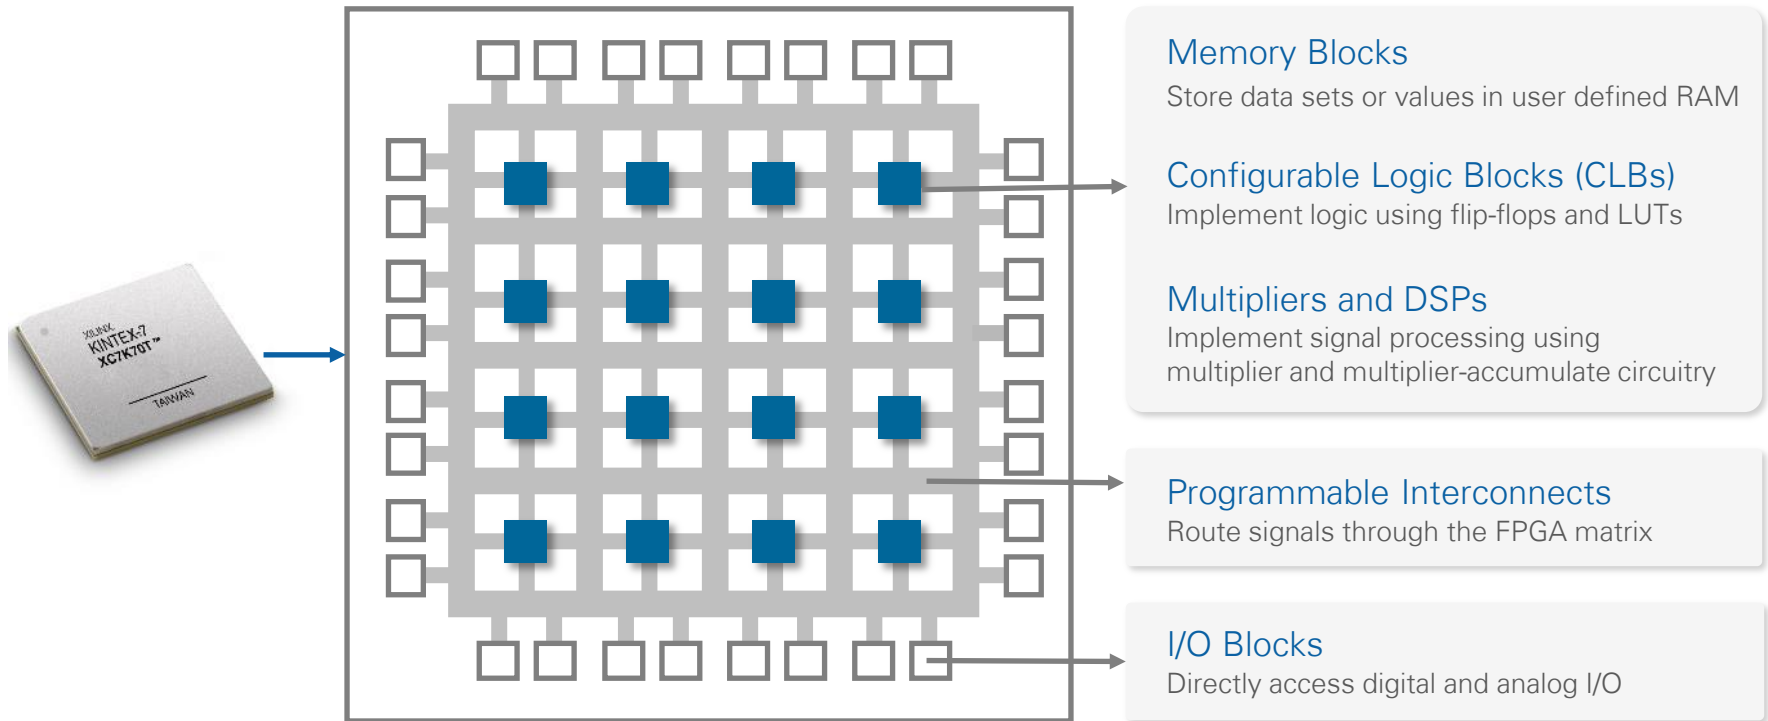 XILINX
KINTEX-7
XC7K70T™
TAIWAN
Memory Blocks
Store data sets or values in user defined RAM
Configurable Logic Blocks (CLBs)
Implement logic using flip-flops and LUTs
Multipliers and DSPs
Implement signal processing using
multiplier and multiplier-accumulate circuitry
Programmable Interconnects
Route signals through the FPGA matrix
I/O Blocks
Directly access digital and analog I/O